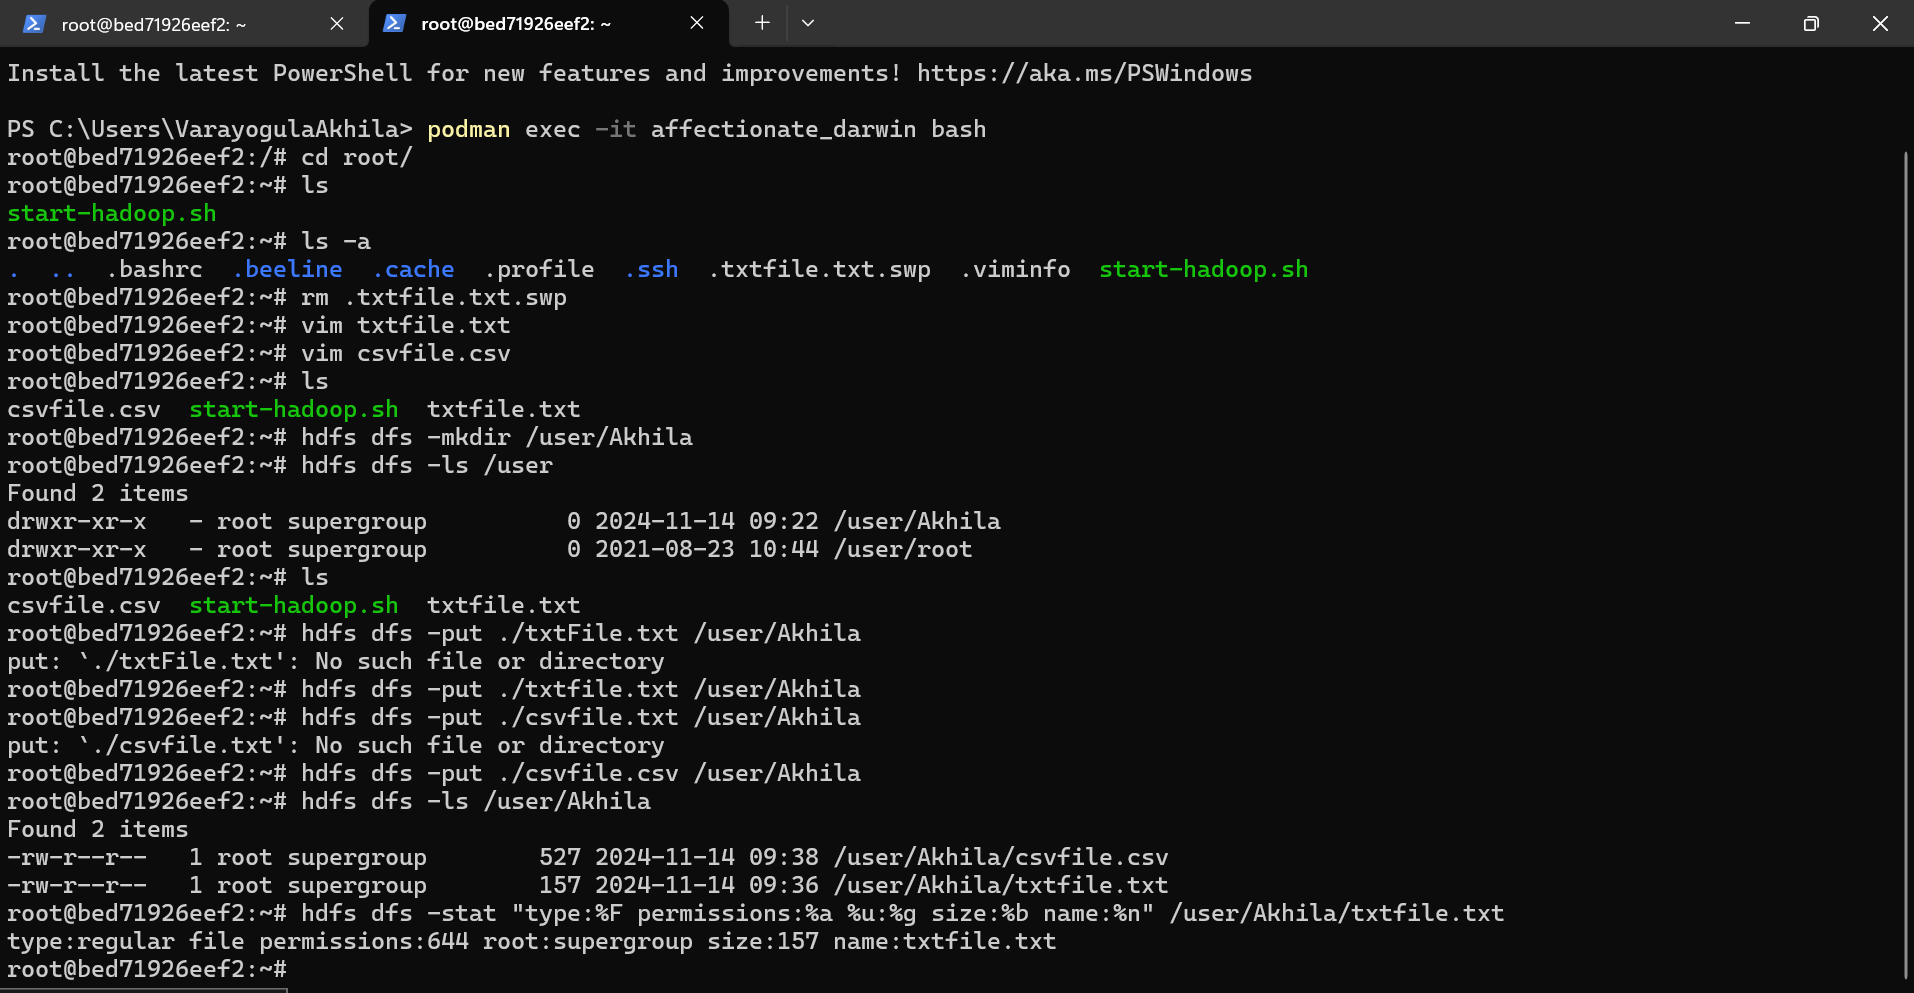 root@bed71926eef2: ~
root@bed71926eef2: ~
Install the latest PowerShell for new features and improvements! https://aka.ms/PSWindows
PS C:\Users\VarayogulaAkhila> podman exec -it affectionate_darwin bash
root@bed71926eef2:/# cd root/
root@bed71926eef2:~# ls
start-hadoop.sh
root@bed71926eef2:~# ls -a
.  ..  .bashrc  .beeline  .cache  .profile  .ssh  .txtfile.txt.swp  .viminfo  start-hadoop.sh
root@bed71926eef2:~# rm .txtfile.txt.swp
root@bed71926eef2:~# vim txtfile.txt
root@bed71926eef2:~# vim csvfile.csv
root@bed71926eef2:~# ls
csvfile.csv  start-hadoop.sh  txtfile.txt
root@bed71926eef2:~# hdfs dfs -mkdir /user/Akhila
root@bed71926eef2:~# hdfs dfs -ls /user
Found 2 items
drwxr-xr-x   - root supergroup          0 2024-11-14 09:22 /user/Akhila
drwxr-xr-x   - root supergroup          0 2021-08-23 10:44 /user/root
root@bed71926eef2:~# ls
csvfile.csv  start-hadoop.sh  txtfile.txt
root@bed71926eef2:~# hdfs dfs -put ./txtFile.txt /user/Akhila
put: `./txtFile.txt': No such file or directory
root@bed71926eef2:~# hdfs dfs -put ./txtfile.txt /user/Akhila
root@bed71926eef2:~# hdfs dfs -put ./csvfile.txt /user/Akhila
put: `./csvfile.txt': No such file or directory
root@bed71926eef2:~# hdfs dfs -put ./csvfile.csv /user/Akhila
root@bed71926eef2:~# hdfs dfs -ls /user/Akhila
Found 2 items
-rw-r--r--   1 root supergroup        527 2024-11-14 09:38 /user/Akhila/csvfile.csv
-rw-r--r--   1 root supergroup        157 2024-11-14 09:36 /user/Akhila/txtfile.txt
root@bed71926eef2:~# hdfs dfs -stat "type:%F permissions:%a %u:%g size:%b name:%n" /user/Akhila/txtfile.txt
type:regular file permissions:644 root:supergroup size:157 name:txtfile.txt
root@bed71926eef2:~#